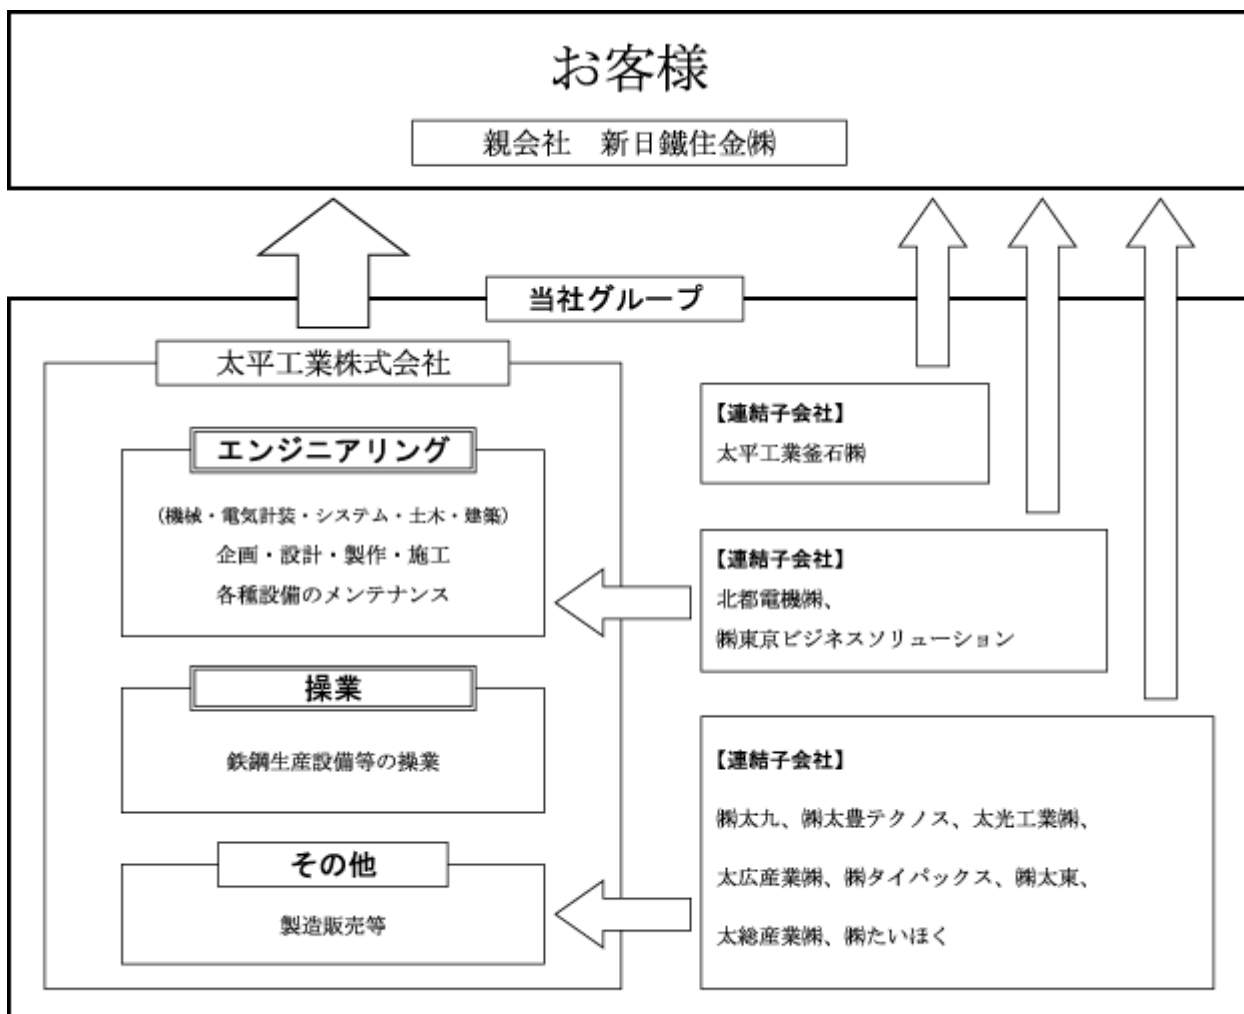 お客様
親会社　新日鐵住金㈱
当社グループ
太平工業株式会社
エンジニアリング
(機械・電気計装・システム・土木・建築)
企画・設計・製作・施工
各種設備のメンテナンス
操業
鉄鋼生産設備等の操業
その他
製造販売等
【連結子会社】
太平工業釜石㈱
【連結子会社】
北都電機㈱、
㈱東京ビジネスソリューション
【連結子会社】
㈱太九、㈱太豊テクノス、太光工業㈱、
太広産業㈱、㈱タイパックス、㈱太東、
太総産業㈱、㈱たいほく